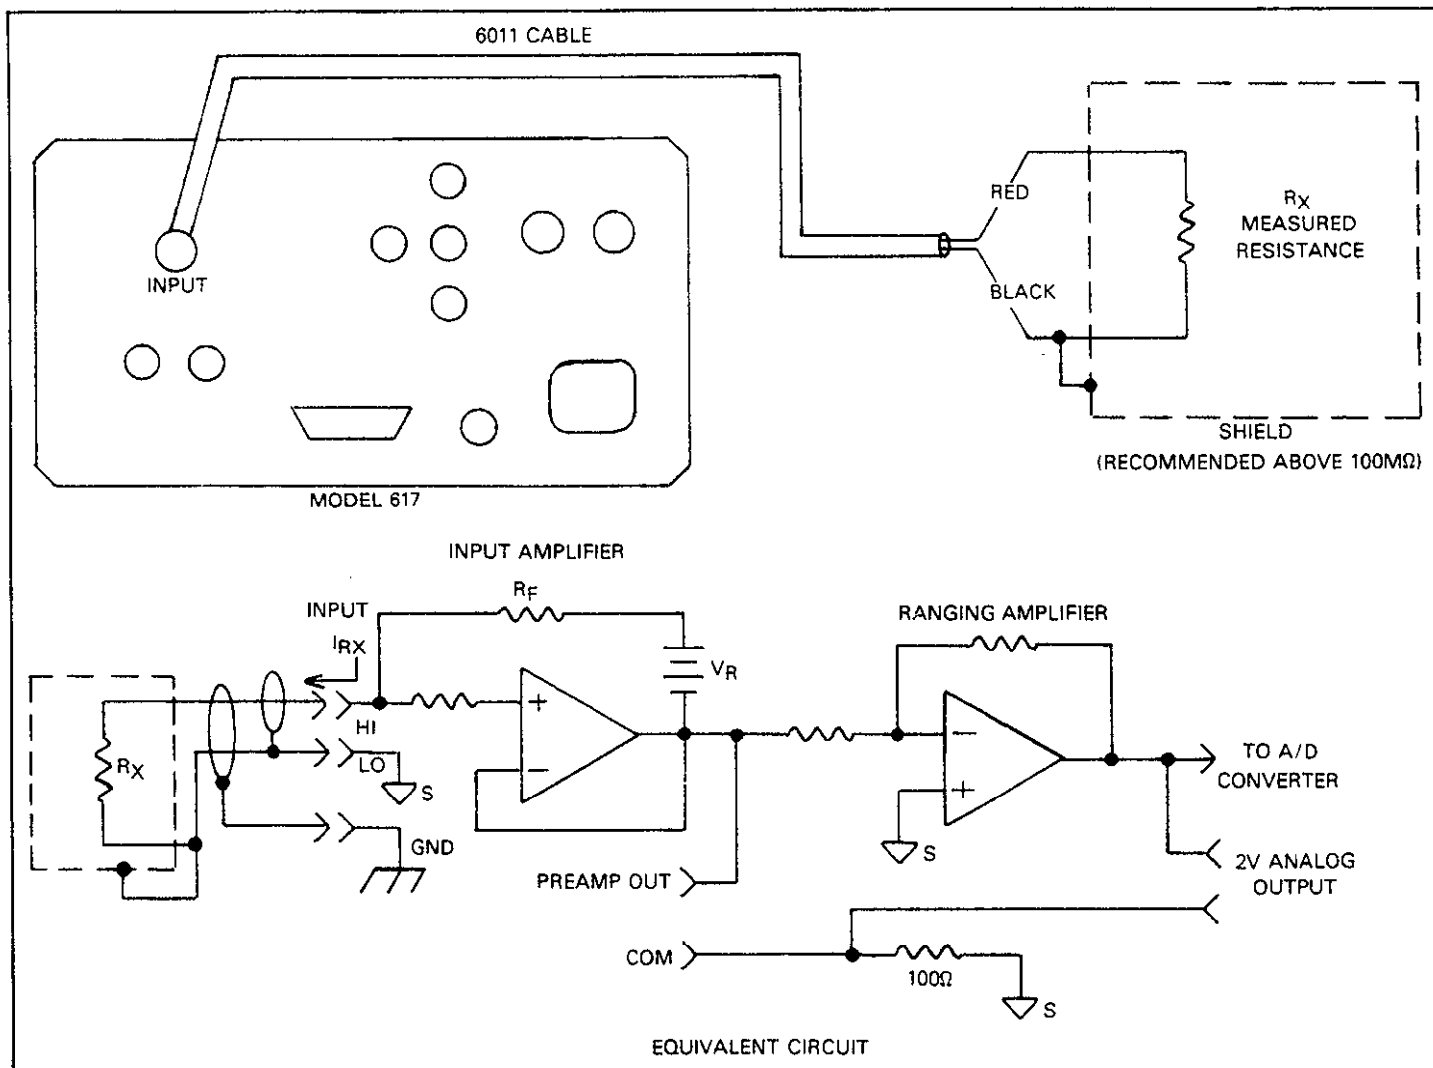 6011 CABLE
RED
BLACK
RX
MEASURED
RESISTANCE
INPUT
SHIELD
(RECOMMENDED ABOVE 100MΩ)
MODEL 617
INPUT AMPLIFIER
INPUT
IRX
RF
VR
RANGING AMPLIFIER
HI
LO
S
GND
RX
+
−
−
+
S
TO A/D
CONVERTER
PREAMP OUT
2V ANALOG
OUTPUT
COM
100Ω
S
EQUIVALENT CIRCUIT